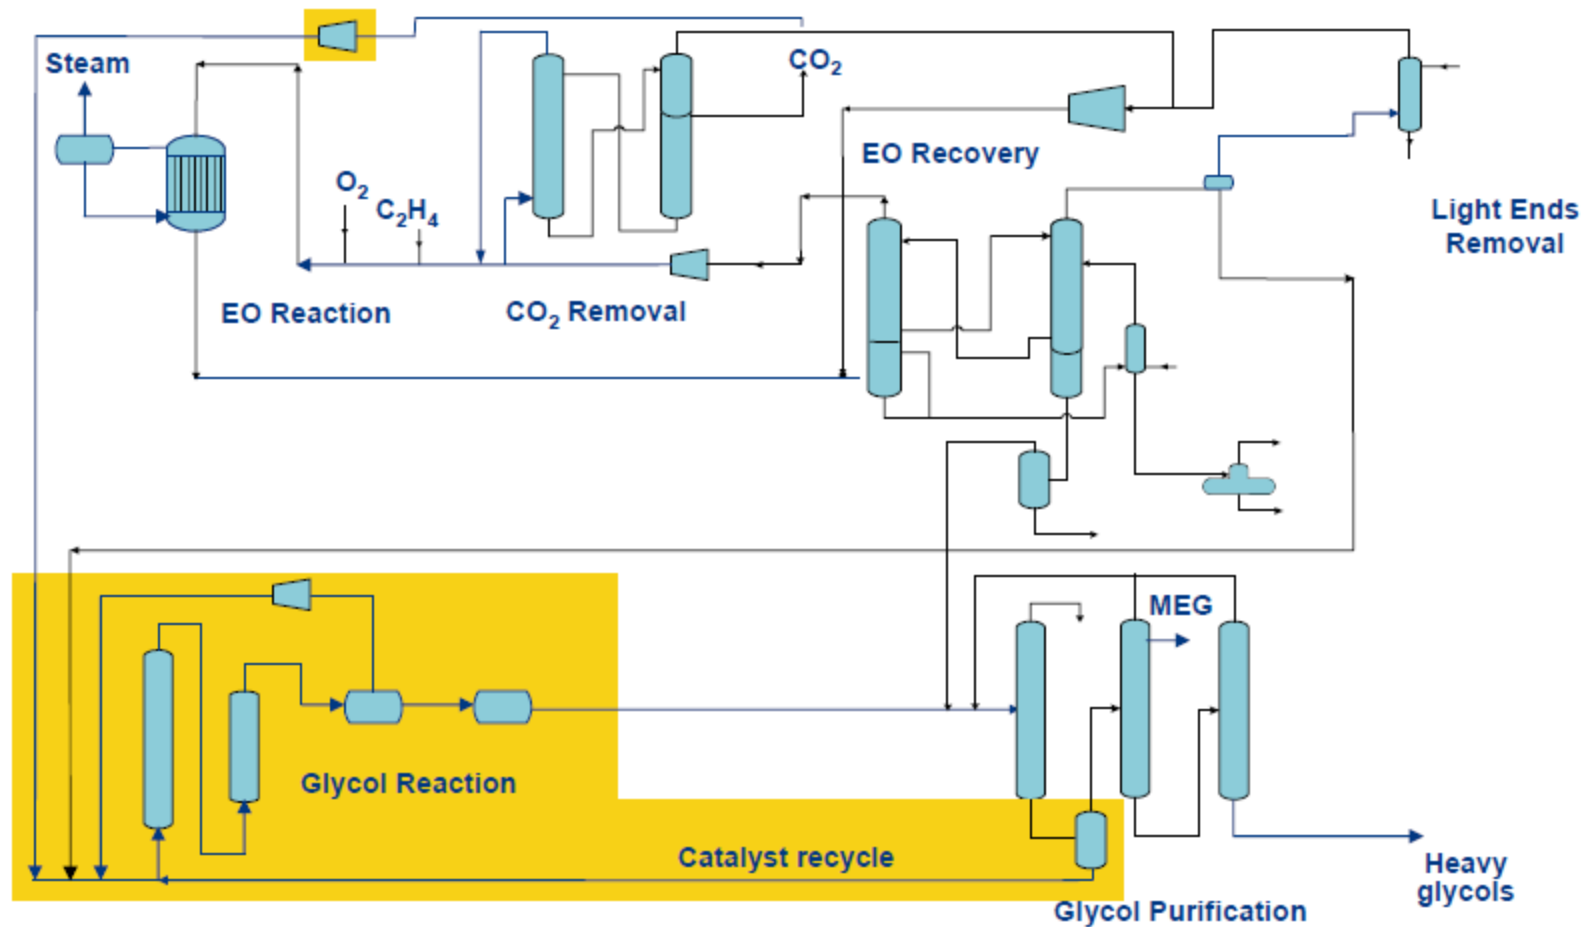 Steam
CO2
EO Recovery
O2
C2H4
Light Ends
Removal
EO Reaction
CO2 Removal
MEG
Glycol Reaction
Catalyst recycle
Heavy
glycols
Glycol Purification